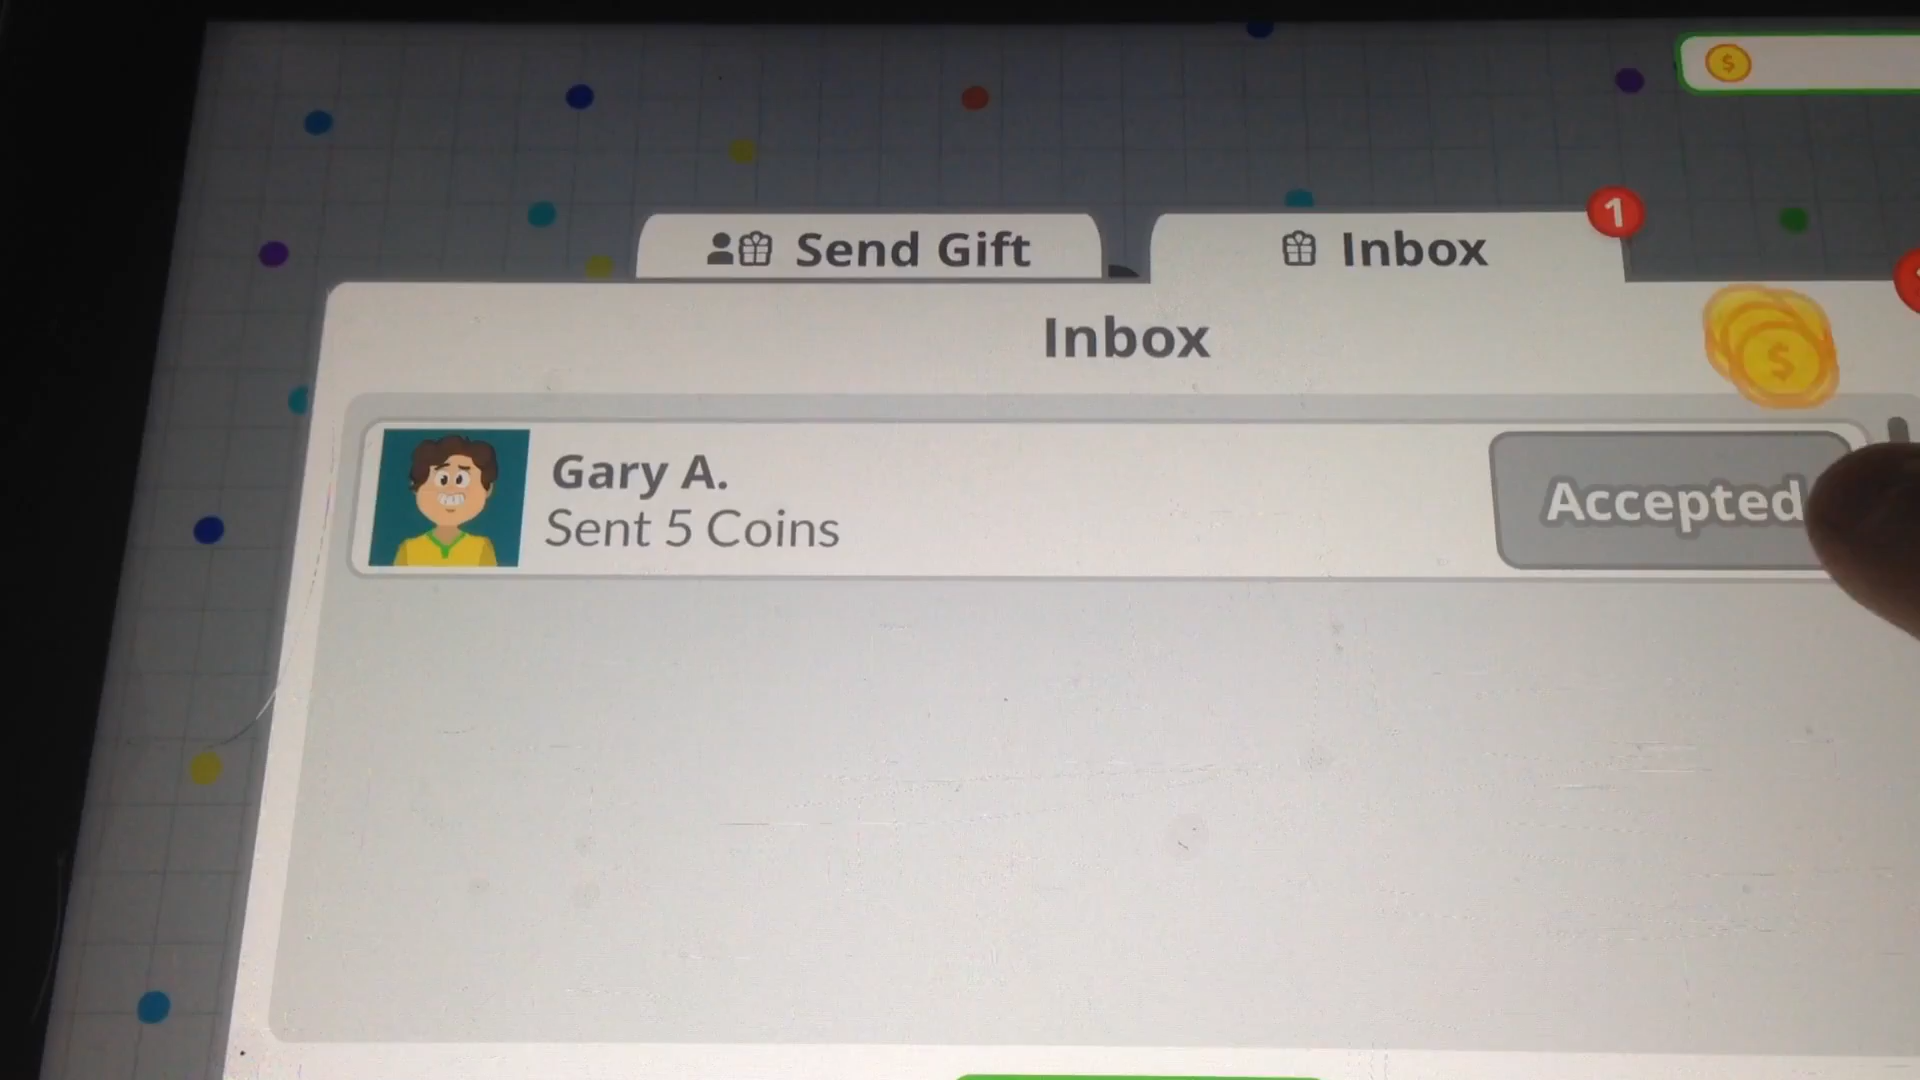 Send Gift
Inbox
1
Inbox
Gary A.
Sent 5 Coins
Accepted